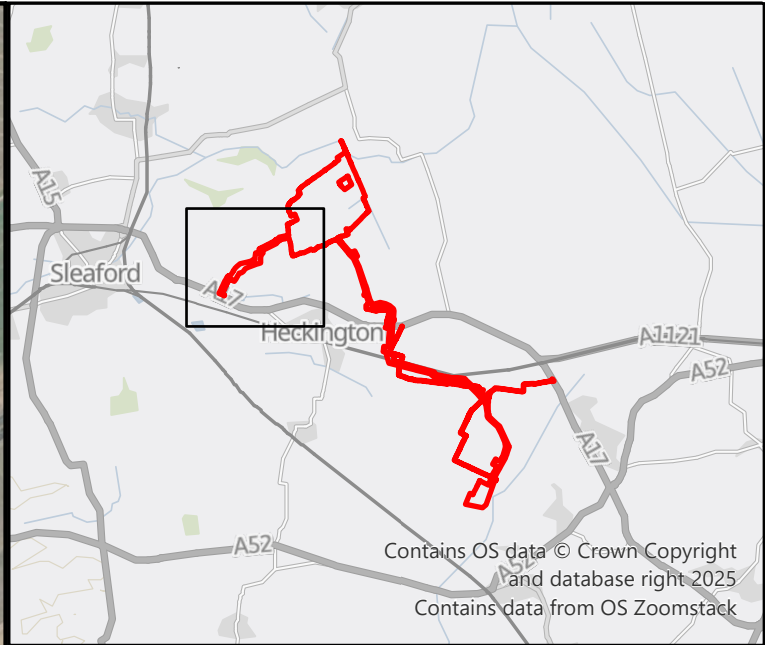 A15
Sleaford
A17
Heckington
A1121
A52
A17
A52
A52
Contains OS data © Crown Copyright
and database right 2025
Contains data from OS Zoomstack